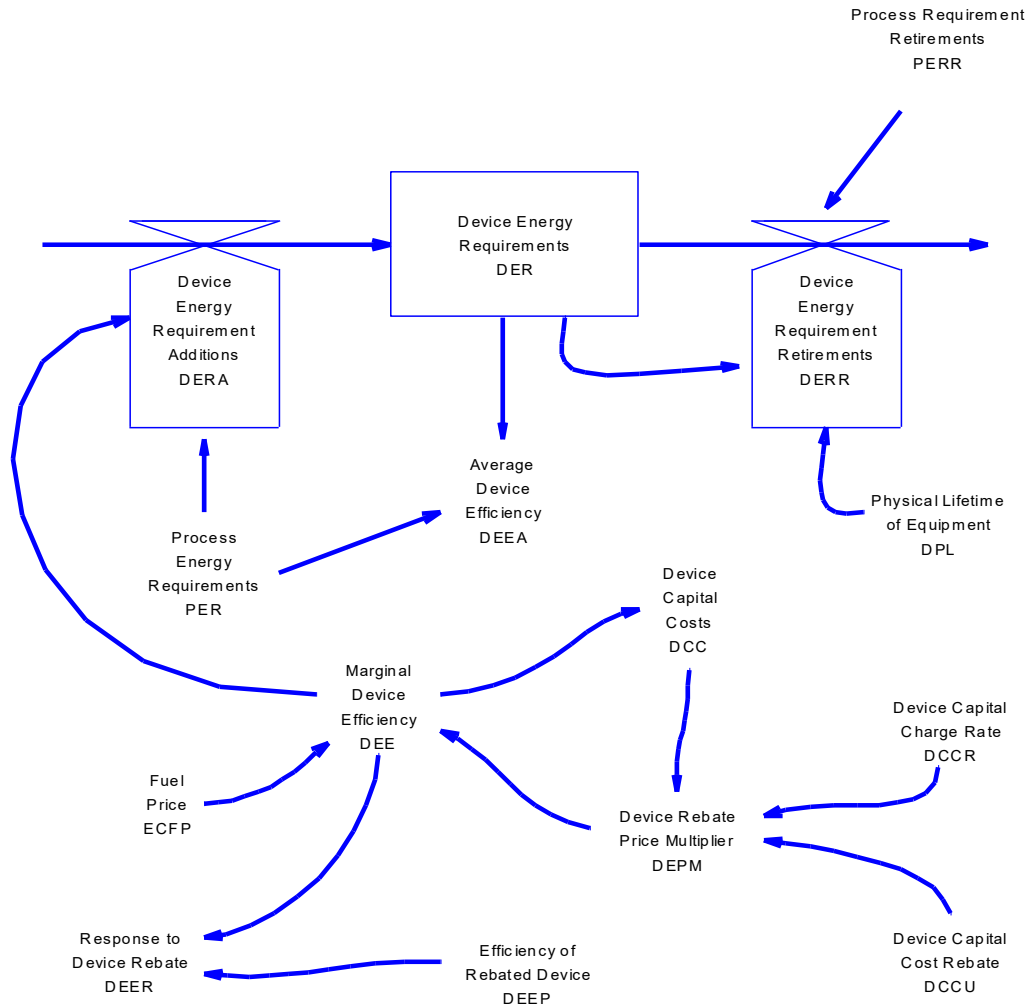 Process Requirement
Retirements
PERR
Device Energy
Requirements
DER
Device
Energy
Requirement
Additions
DERA
Device
Energy
Requirement
Retirements
DERR
Average
Device
Efficiency
DEEA
Physical Lifetime
of Equipment
DPL
Process
Energy
Requirements
PER
Device
Capital
Costs
DCC
Marginal
Device
Efficiency
DEE
Device Capital
Charge Rate
DCCR
Fuel
Price
ECFP
Device Rebate
Price Multiplier
DEPM
Response to
Device Rebate
DEER
Efficiency of
Rebated Device
DEEP
Device Capital
Cost Rebate
DCCU